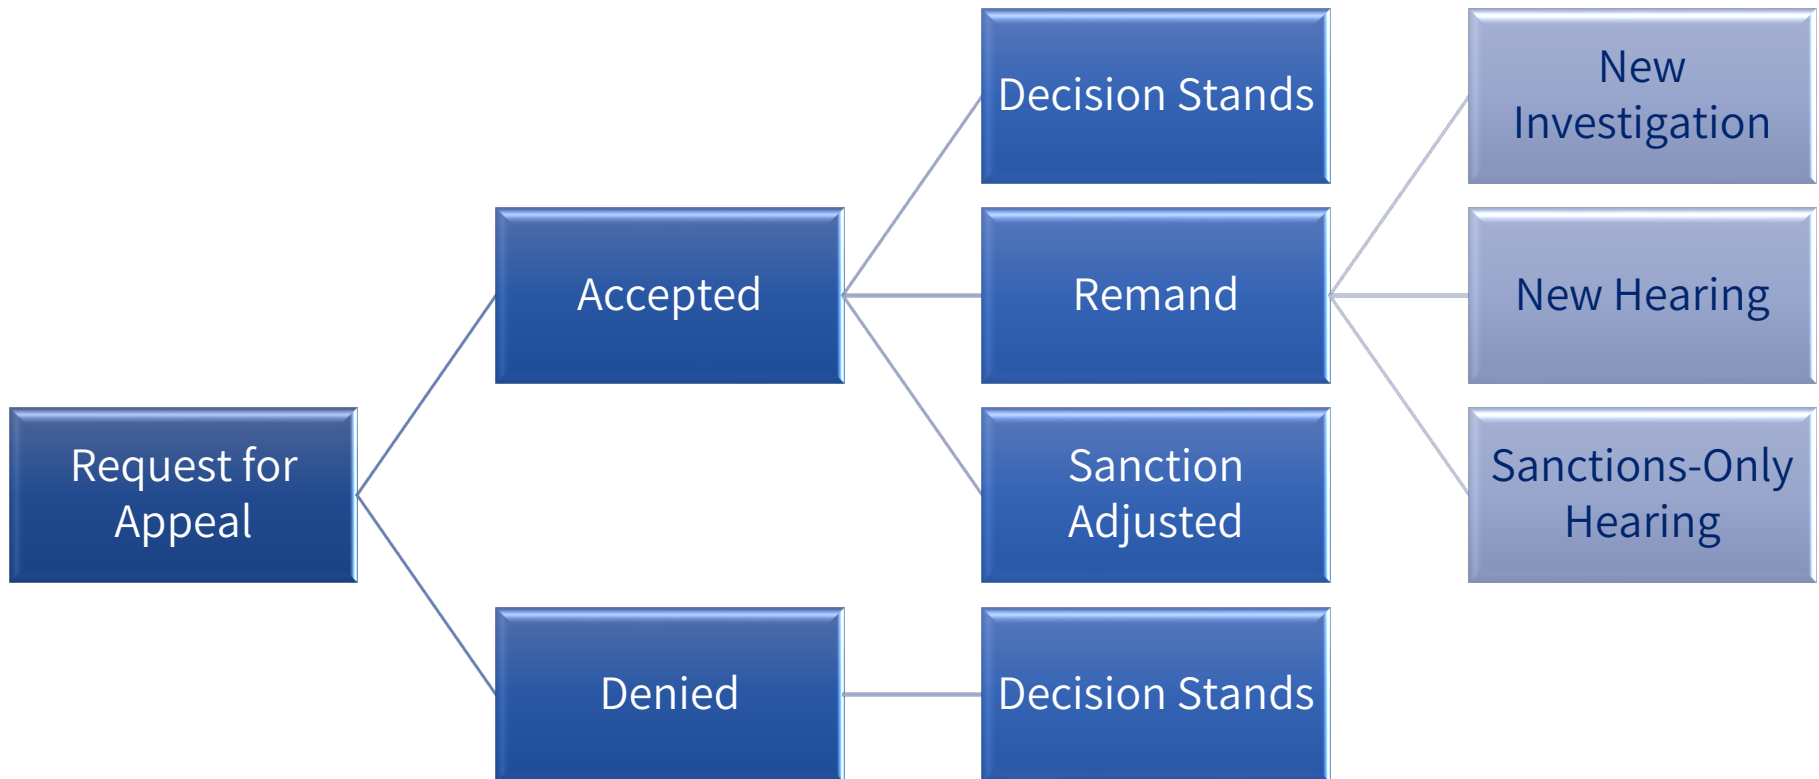 Request for
Appeal
Accepted
Denied
Decision Stands
Remand
Sanction
Adjusted
Decision Stands
New
Investigation
New Hearing
Sanctions-Only
Hearing